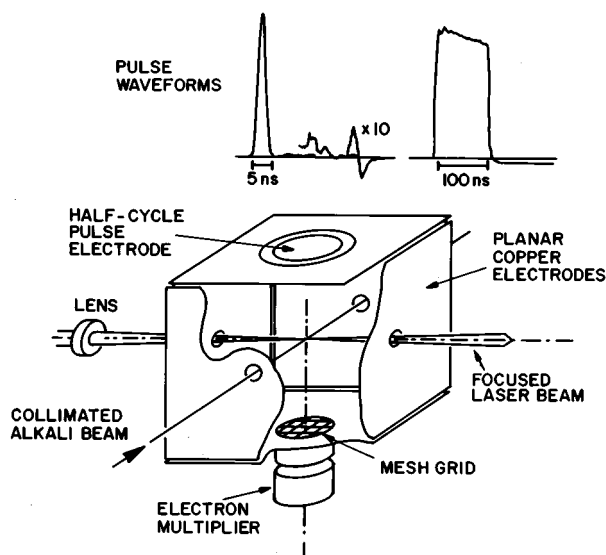 PULSE
WAVEFORMS
x10
5 ns
100 ns
HALF-CYCLE
PULSE
ELECTRODE
PLANAR
COPPER
ELECTRODES
LENS
FOCUSED
LASER BEAM
COLLIMATED
ALKALI BEAM
MESH GRID
ELECTRON
MULTIPLIER